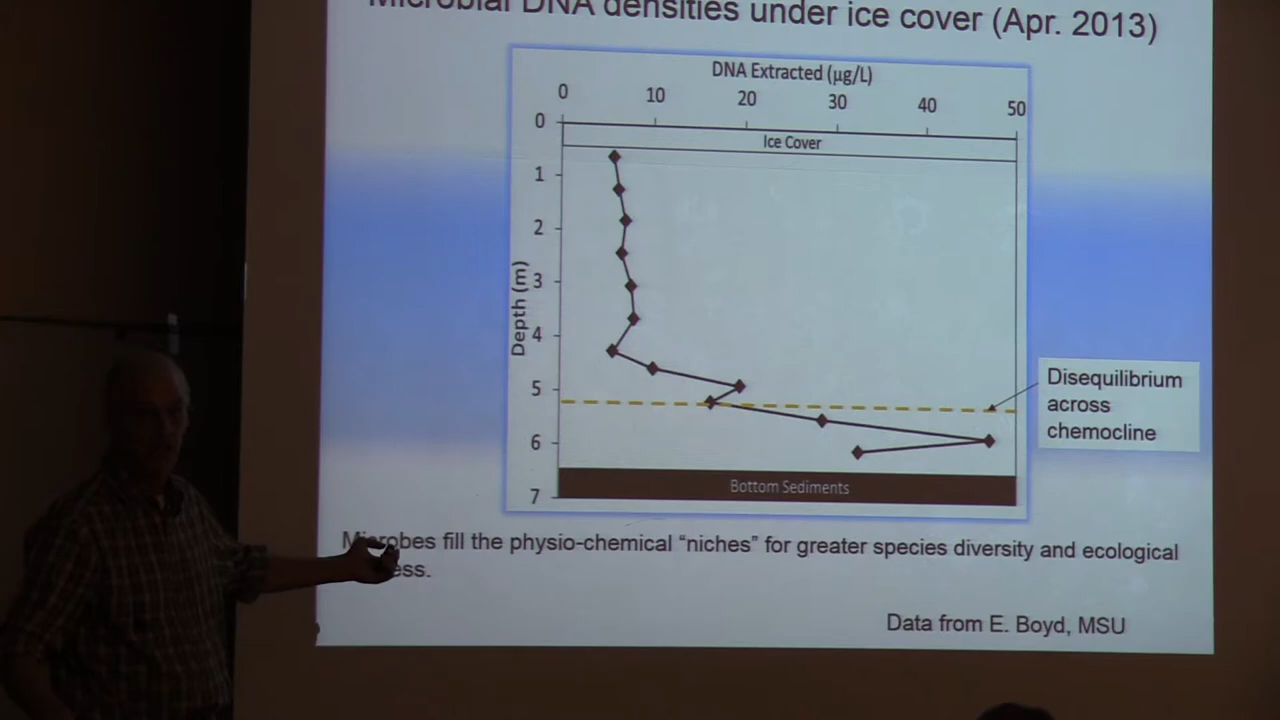 Microbial DNA densities under ice cover (Apr. 2013)
DNA Extracted (µg/L)
0 10 20 30 40 50
0
Ice Cover
1
2
3
4
5
6
7
Depth (m)
Disequilibrium
across
chemocline
Bottom Sediments
Microbes fill the physio-chemical “niches” for greater species diversity and ecological
Data from E. Boyd, MSU